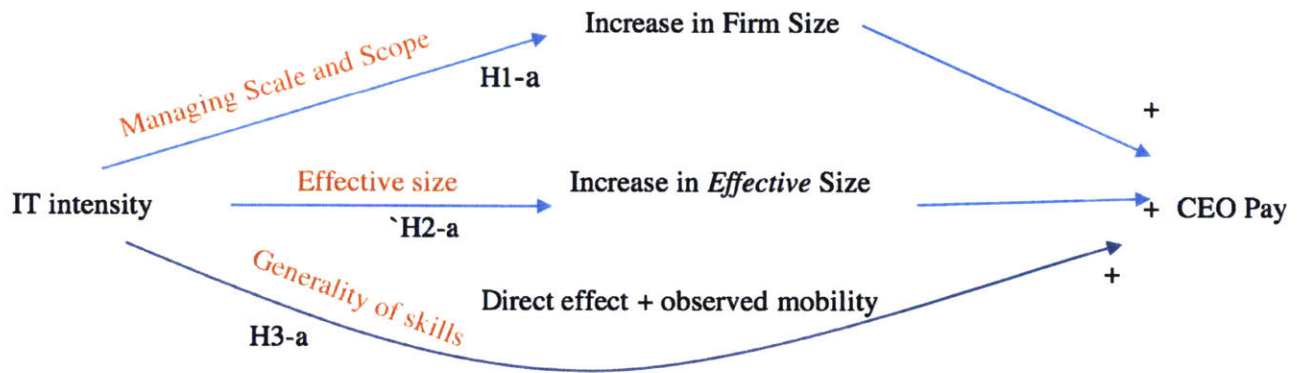 Increase in Firm Size
Managing Scale and Scope
H1-a
+
Effective size
Increase in Effective Size
IT intensity
`H2-a
+ CEO Pay
Generality of skills
Direct effect + observed mobility
+
H3-a